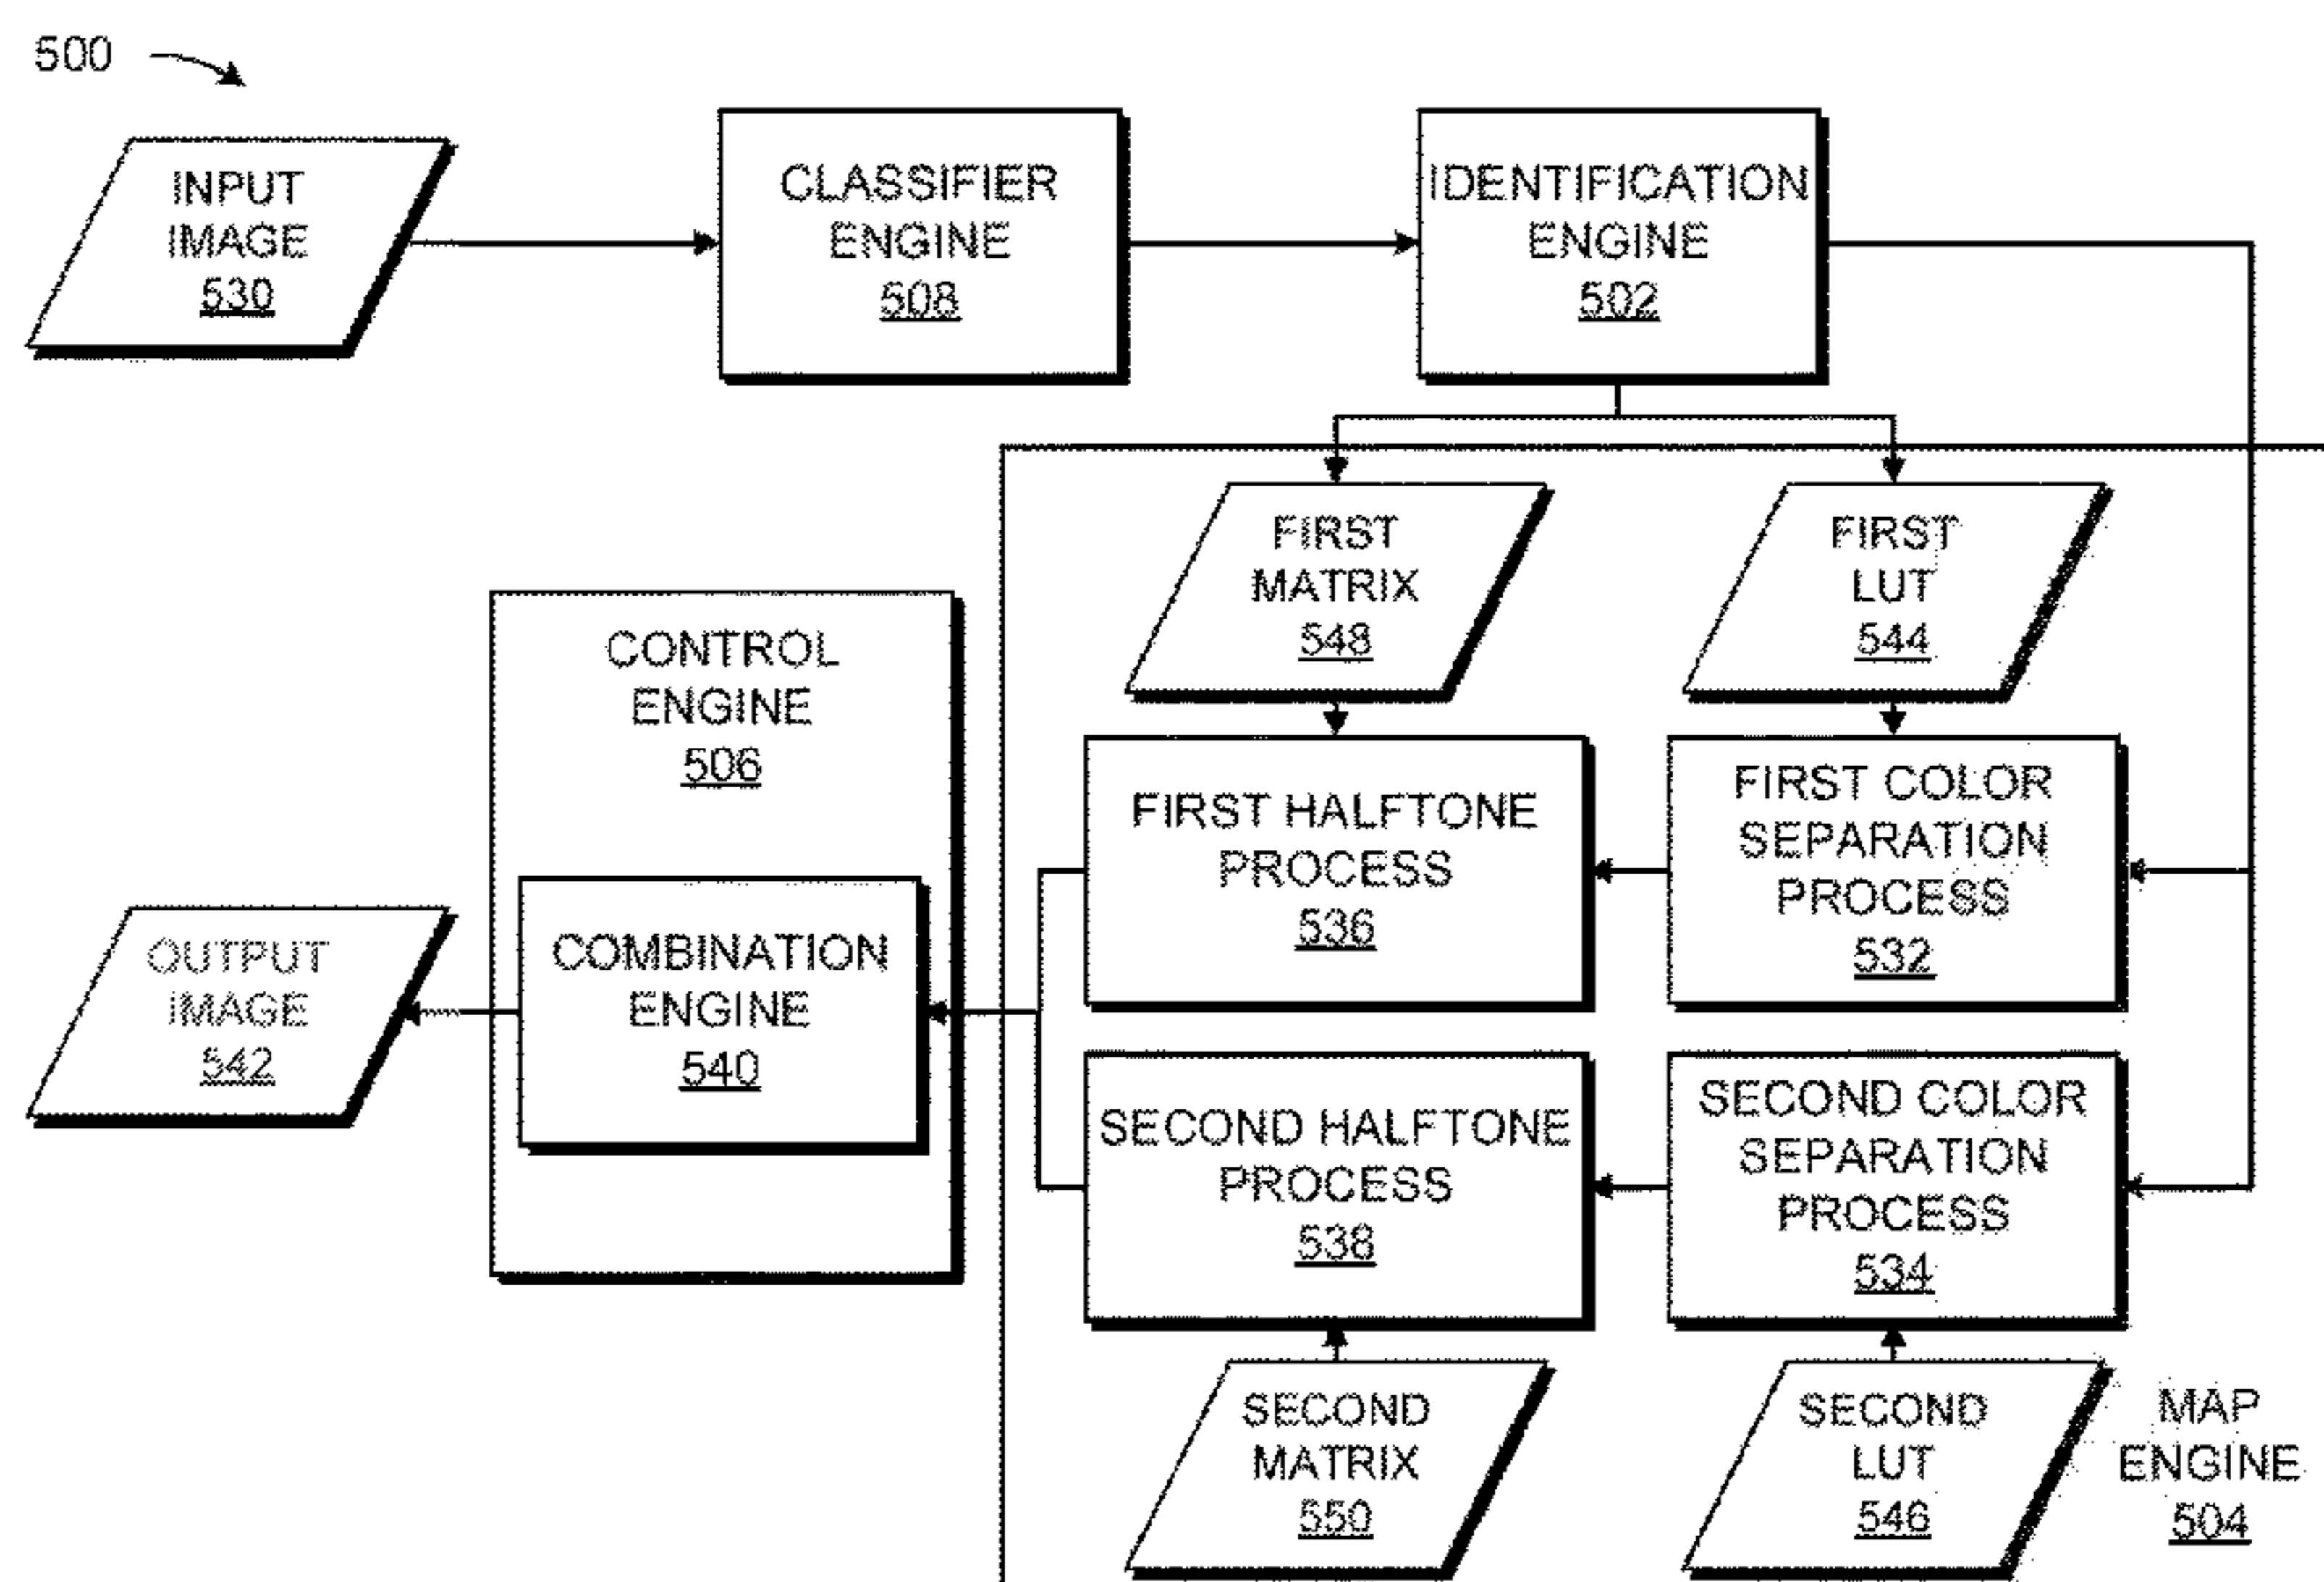 500
INPUT
IMAGE
530
CLASSIFIER
ENGINE
508
IDENTIFICATION
ENGINE
502
FIRST
MATRIX
548
FIRST
LUT
544
CONTROL
ENGINE
506
FIRST HALFTONE
PROCESS
536
FIRST COLOR
SEPARATION
PROCESS
532
OUTPUT
IMAGE
542
COMBINATION
ENGINE
540
SECOND HALFTONE
PROCESS
538
SECOND COLOR
SEPARATION
PROCESS
534
SECOND
MATRIX
550
SECOND
LUT
546
MAP
ENGINE
504